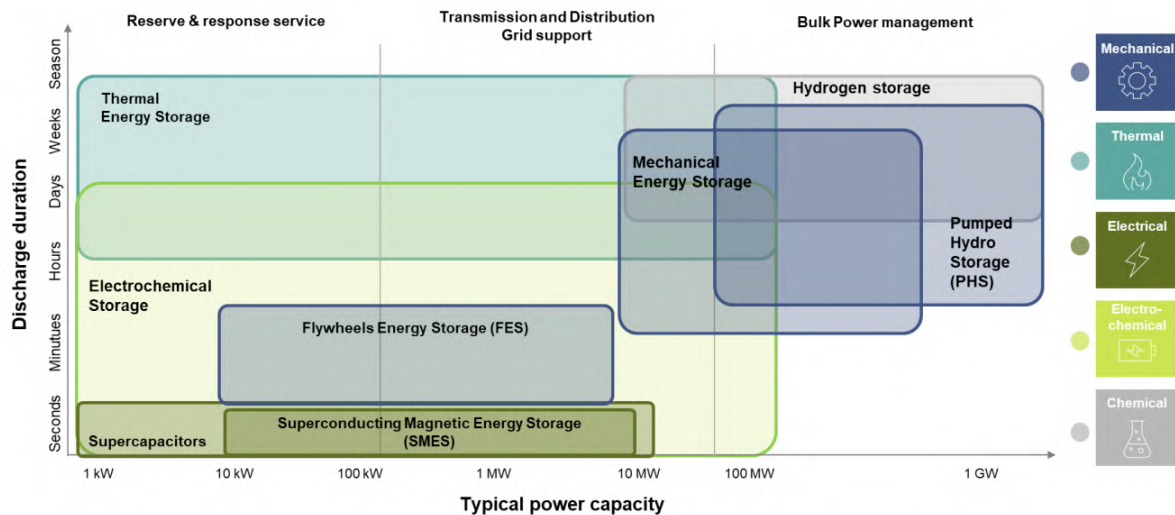 Reserve & response service
Transmission and Distribution
Grid support
Bulk Power management
Discharge duration
Season
Weeks
Days
Hours
Minutues
Seconds
Thermal
Energy Storage
Hydrogen storage
Mechanical
Energy Storage
Pumped
Hydro
Storage
(PHS)
Electrochemical
Storage
Flywheels Energy Storage (FES)
Superconducting Magnetic Energy Storage
(SMES)
Supercapacitors
1 kW
10 kW
100 kW
1 MW
10 MW
100 MW
1 GW
Typical power capacity
Mechanical
Thermal
Electrical
Electro-
chemical
Chemical